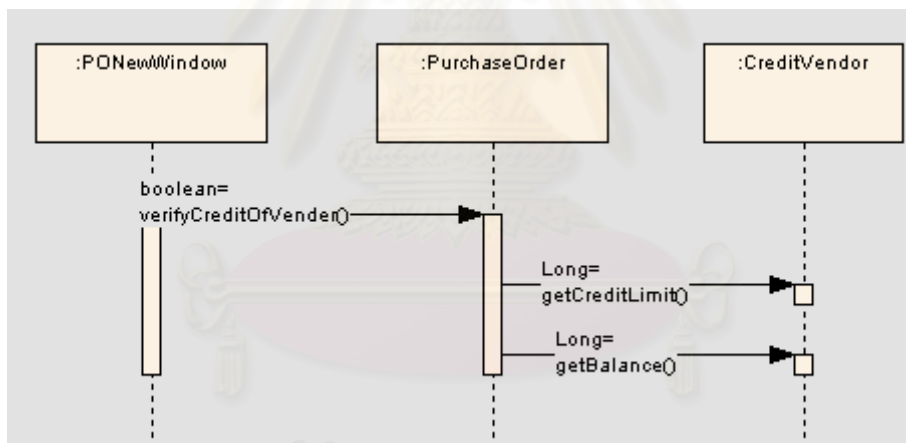 :PONewWindow
:PurchaseOrder
:CreditVendor
boolean=
verifyCreditOfVender()
Long=
getCreditLimit()
Long=
getBalance()